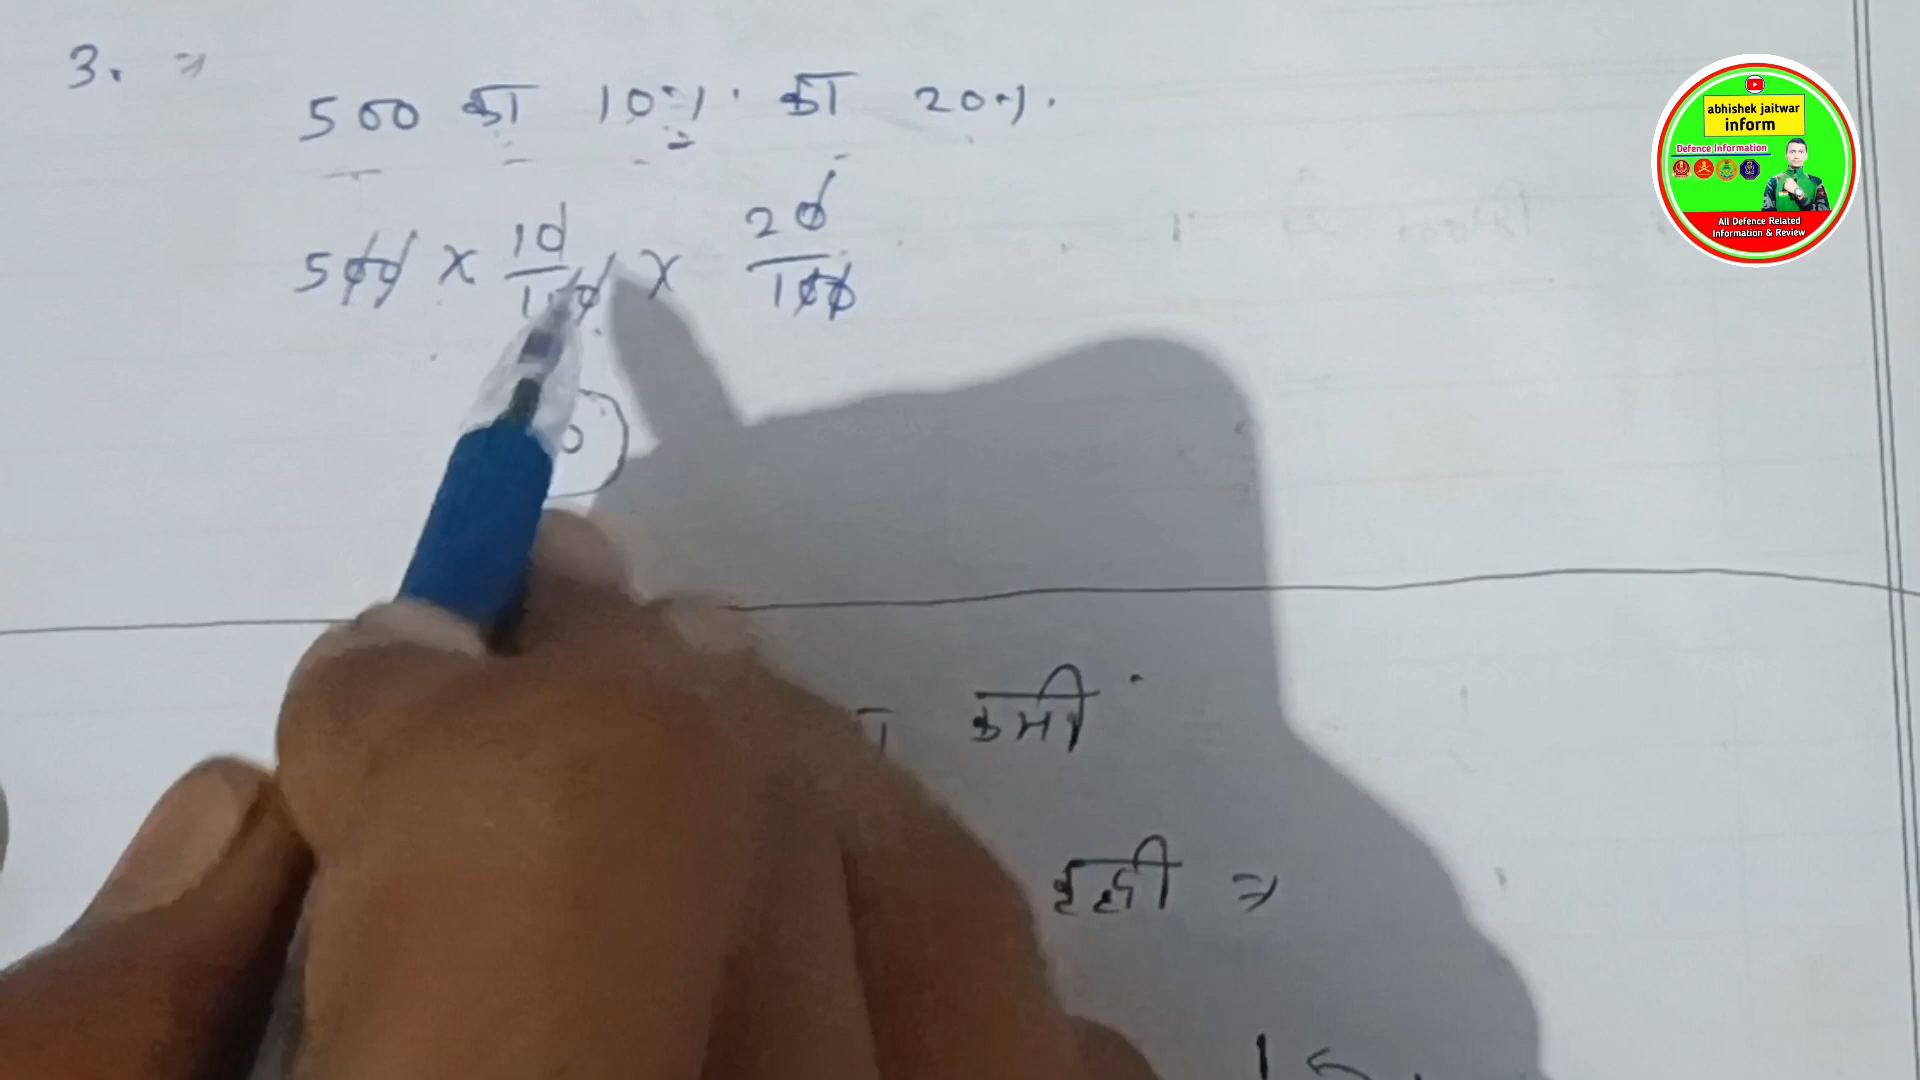 3. ⇒
500 का 10% का 20%
500 × 10/100 × 20/100
0
कमी
abhishek jaitwar
inform
Defence Information
All Defence Related
Information & Review